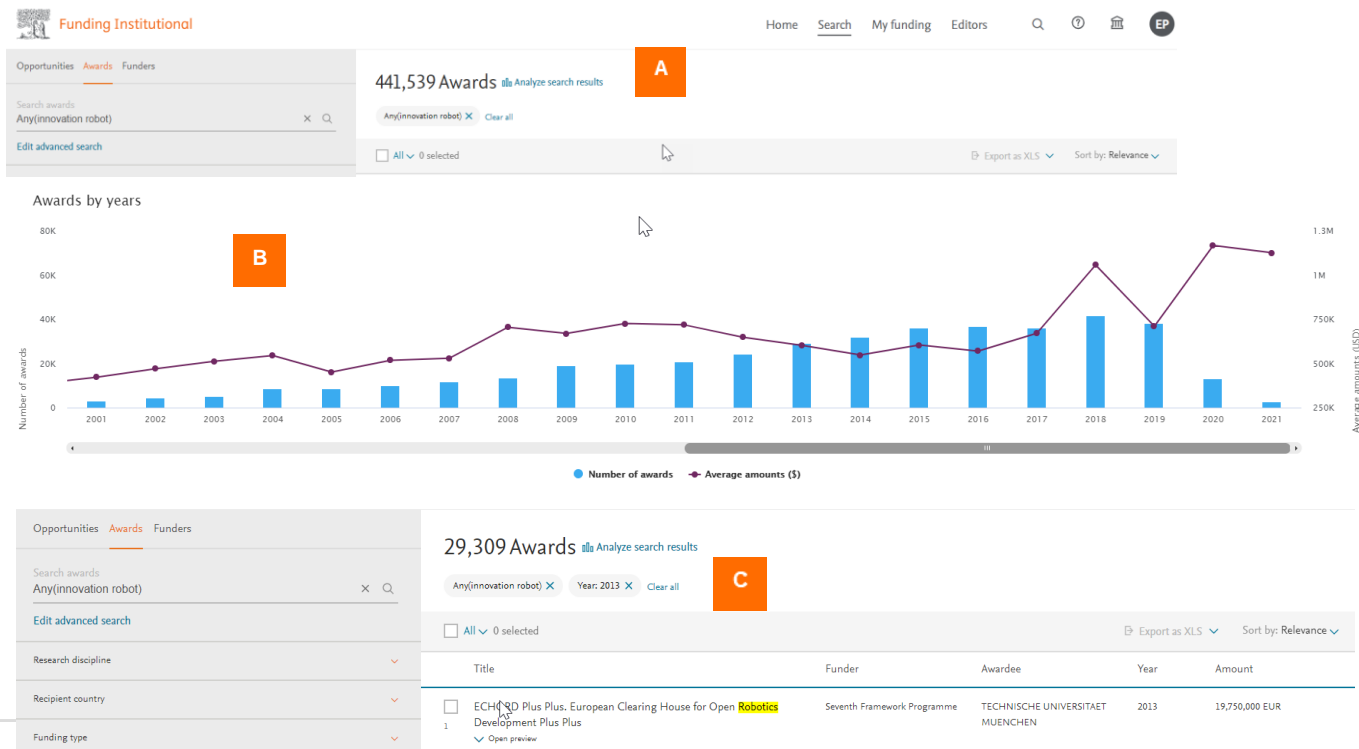 Funding Institutional
Home Search My funding Editors EP
Opportunities Awards Funders
A
441,539 Awards Analyze search results
Search awards
Any(innovation robot)
Any(innovation robot) Clear all
Edit advanced search
All 0 selected
Export as XLS Sort by: Relevance
Awards by years
B
80K
60K
40K
20K
0
Number of awards
1.3M
1M
750K
500K
250K
Average amounts (USD)
2001 2002 2003 2004 2005 2006 2007 2008 2009 2010 2011 2012 2013 2014 2015 2016 2017 2018 2019 2020 2021
Number of awards Average amounts ($)
Opportunities Awards Funders
29,309 Awards Analyze search results
C
Search awards
Any(innovation robot)
Any(innovation robot) Year: 2013 Clear all
Edit advanced search
All 0 selected
Export as XLS Sort by: Relevance
Research discipline
Recipient country
Funding type
Title Funder Awardee Year Amount
1
ECHORD Plus Plus. European Clearing House for Open Robotics
Development Plus Plus
Open preview
Seventh Framework Programme
TECHNISCHE UNIVERSITAET
MUENCHEN
2013
19,750,000 EUR